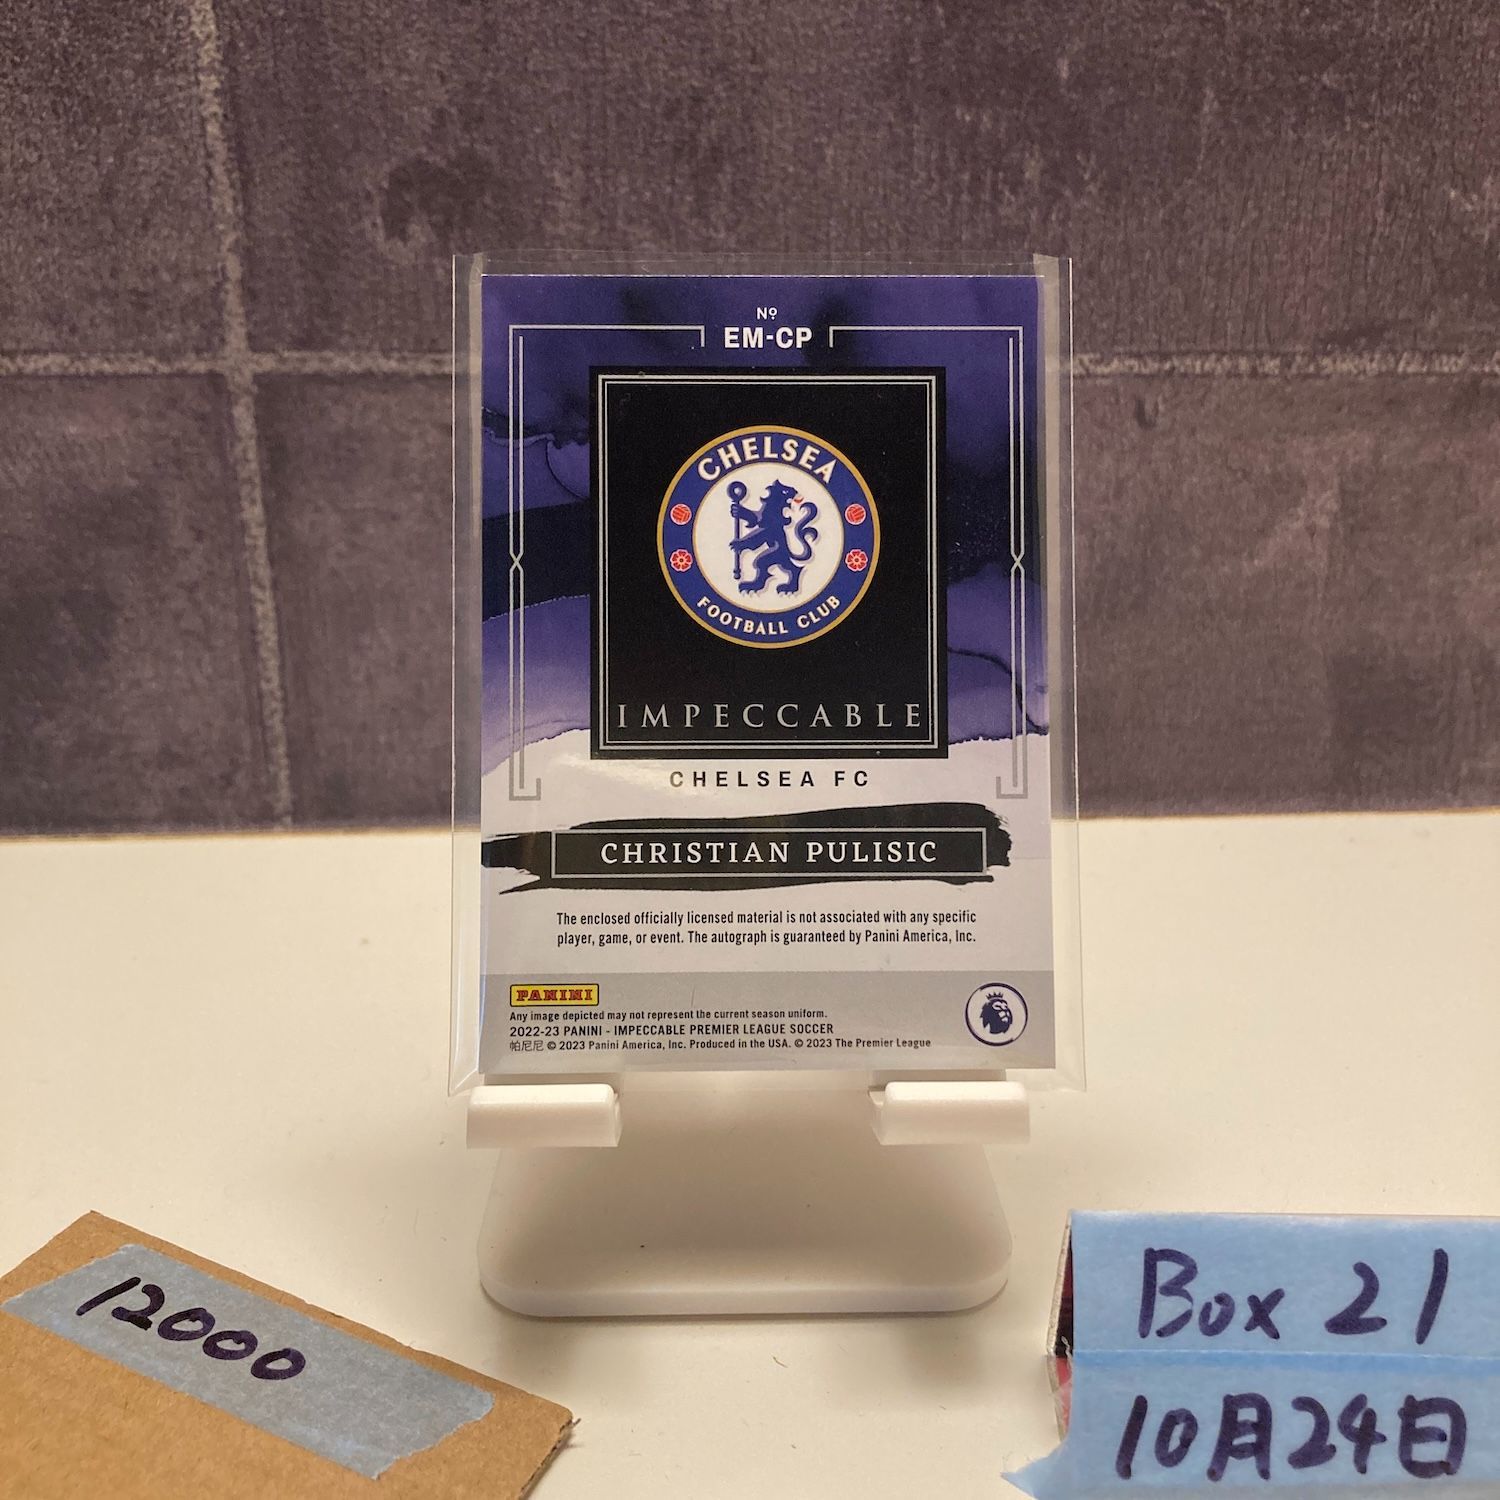 Nº
EM-CP
CHELSEA
FOOTBALL CLUB
IMPECCABLE
CHELSEA FC
CHRISTIAN PULISIC
The enclosed officially licensed material is not associated with any specific
player, game, or event. The autograph is guaranteed by Panini America, Inc.
PANINI
Any image depicted may not represent the current season uniform.
2022-23 PANINI - IMPECCABLE PREMIER LEAGUE SOCCER
帕尼尼 © 2023 Panini America, Inc. Produced in the USA. © 2023 The Premier League
12000
Box 21
10月24日